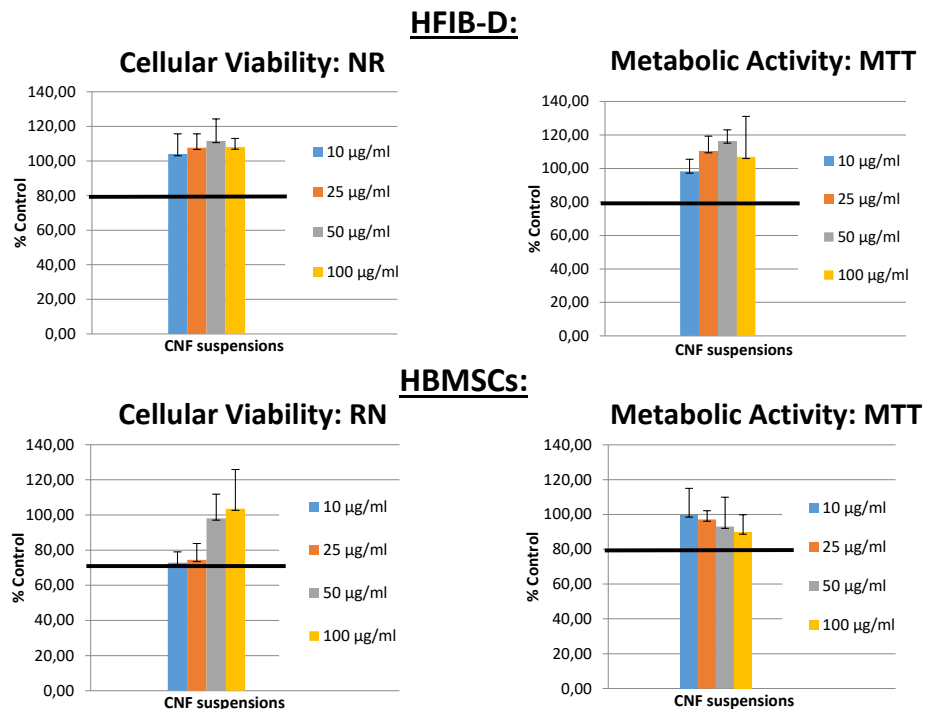 HFIB-D:
Cellular Viability: NR
% Control
140,00
120,00
100,00
80,00
60,00
40,00
20,00
0,00
CNF suspensions
10 µg/ml
25 µg/ml
50 µg/ml
100 µg/ml
Metabolic Activity: MTT
% Control
140,00
120,00
100,00
80,00
60,00
40,00
20,00
0,00
CNF suspensions
10 µg/ml
25 µg/ml
50 µg/ml
100 µg/ml
HBMSCs:
Cellular Viability: RN
% Control
140,00
120,00
100,00
80,00
60,00
40,00
20,00
0,00
CNF suspensions
10 µg/ml
25 µg/ml
50 µg/ml
100 µg/ml
Metabolic Activity: MTT
% Control
140,00
120,00
100,00
80,00
60,00
40,00
20,00
0,00
CNF suspensions
10 µg/ml
25 µg/ml
50 µg/ml
100 µg/ml